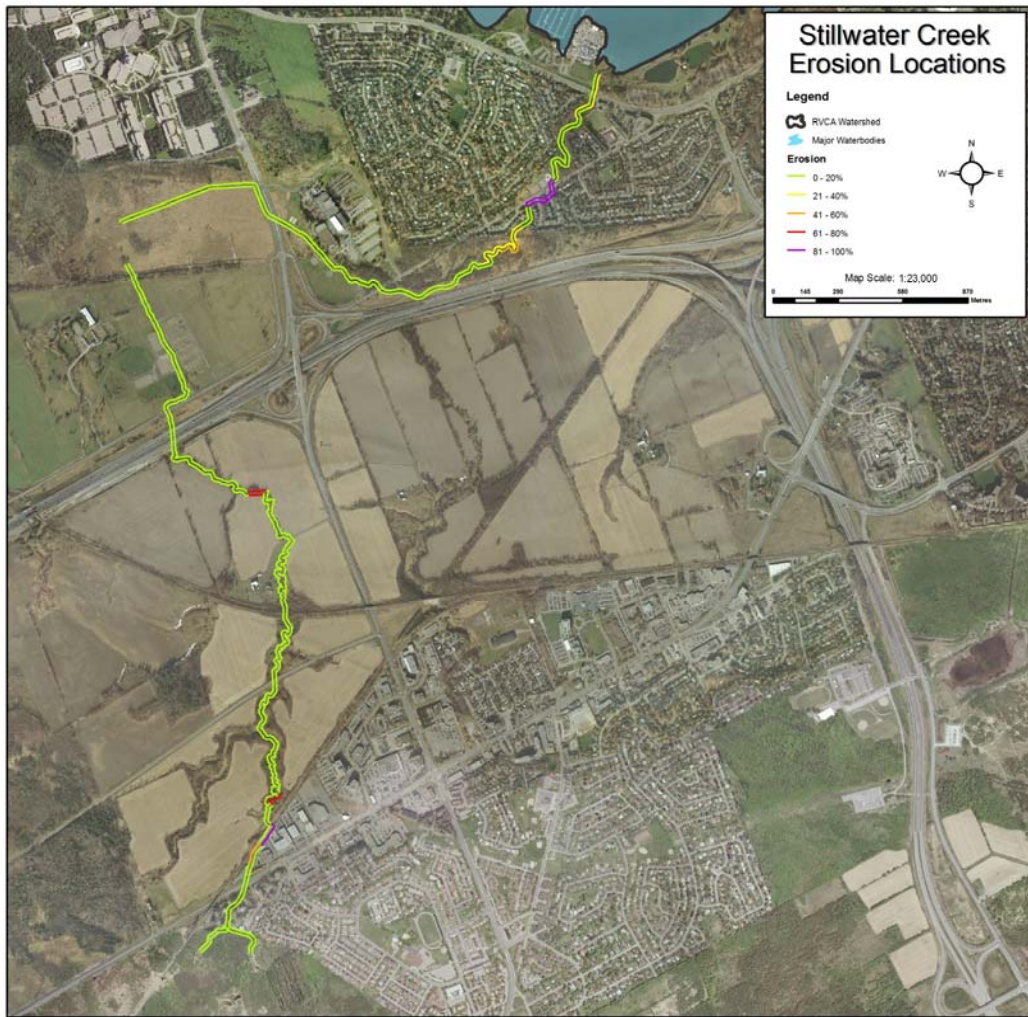 Stillwater Creek
Erosion Locations
Legend
RVCA Watershed
Major Waterbodies
Erosion
0 - 20%
21 - 40%
41 - 60%
61 - 80%
81 - 100%
N
W E
S
Map Scale: 1:23,000
0 145 290 580 870
Metres